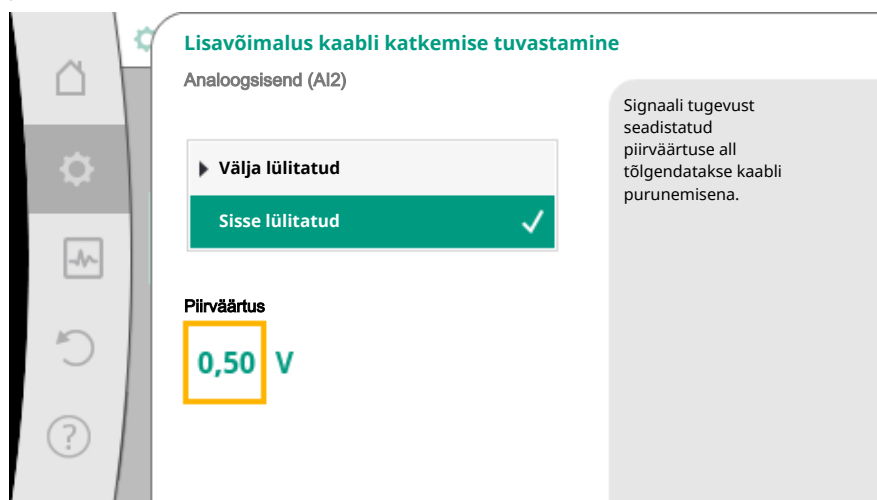 Lisavõimalus kaabli katkemise tuvastamine
Analoogsisend (AI2)
Välja lülitatud
Sisse lülitatud
Piirväärtus
0,50 V
Signaali tugevust
seadistatud
piirväärtuse all
tõlgendatakse kaabli
purunemisena.
?